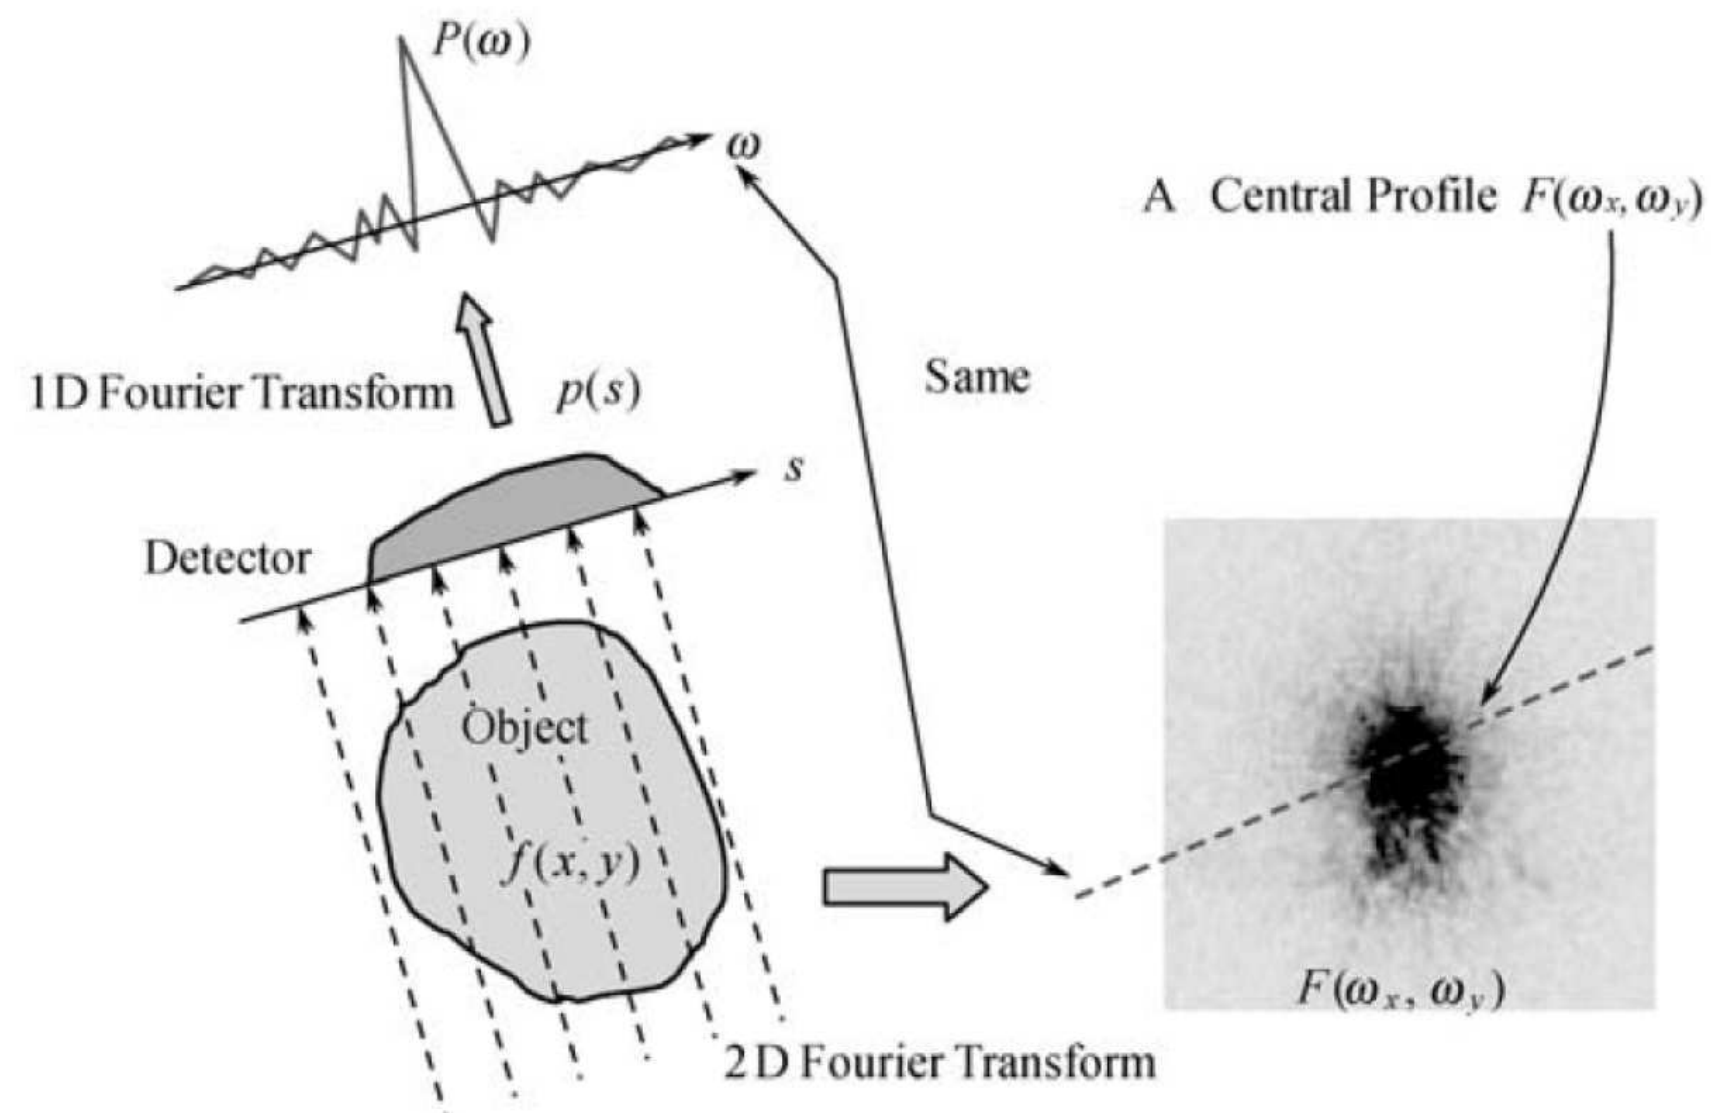 P(ω)
ω
A Central Profile F(ωx, ωy)
1D Fourier Transform
p(s)
Same
s
Detector
Object
f(x, y)
F(ωx, ωy)
2D Fourier Transform